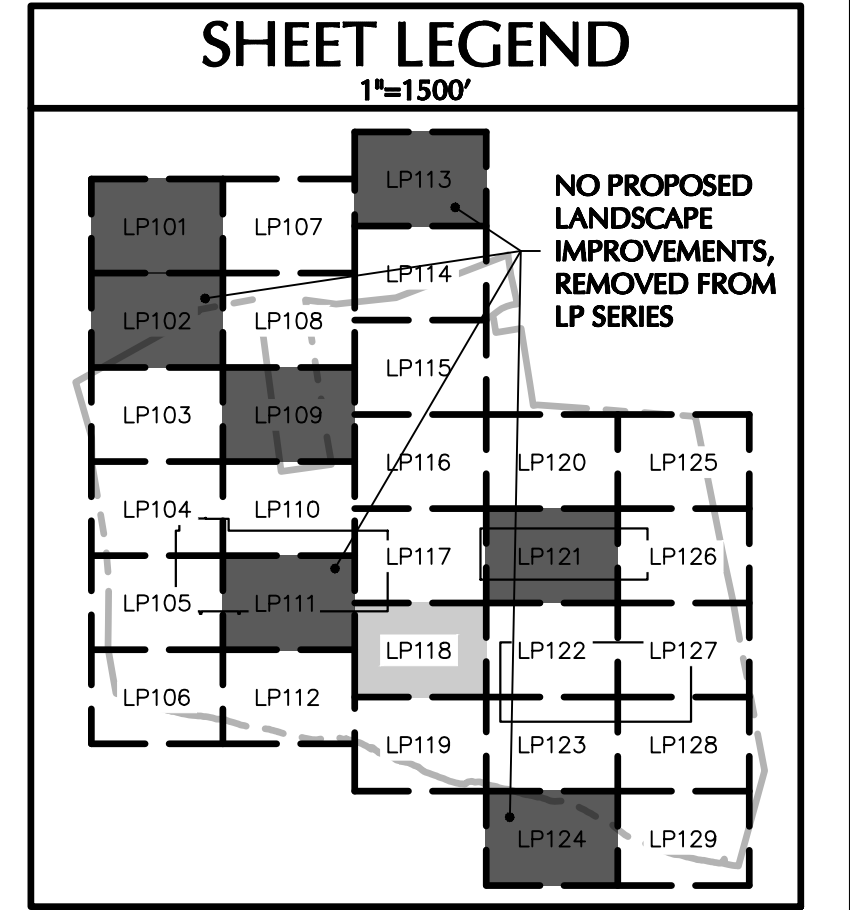 SHEET LEGEND
1"=1500'
NO PROPOSED
LANDSCAPE
IMPROVEMENTS,
REMOVED FROM
LP SERIES
LP113
LP101
LP107
LP114
LP102
LP108
LP115
LP103
LP109
LP116
LP120
LP125
LP104
LP110
LP117
LP121
LP126
LP105
LP111
LP118
LP122
LP127
LP106
LP112
LP119
LP123
LP128
LP124
LP129